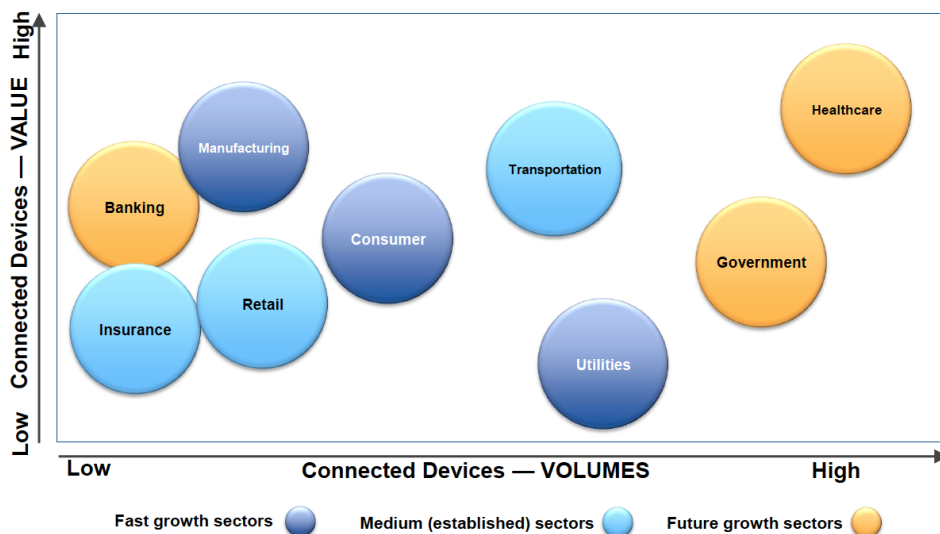 High
Connected Devices — VALUE
Low
Healthcare
Manufacturing
Transportation
Banking
Consumer
Government
Retail
Insurance
Utilities
Low
Connected Devices — VOLUMES
High
Fast growth sectors
Medium (established) sectors
Future growth sectors